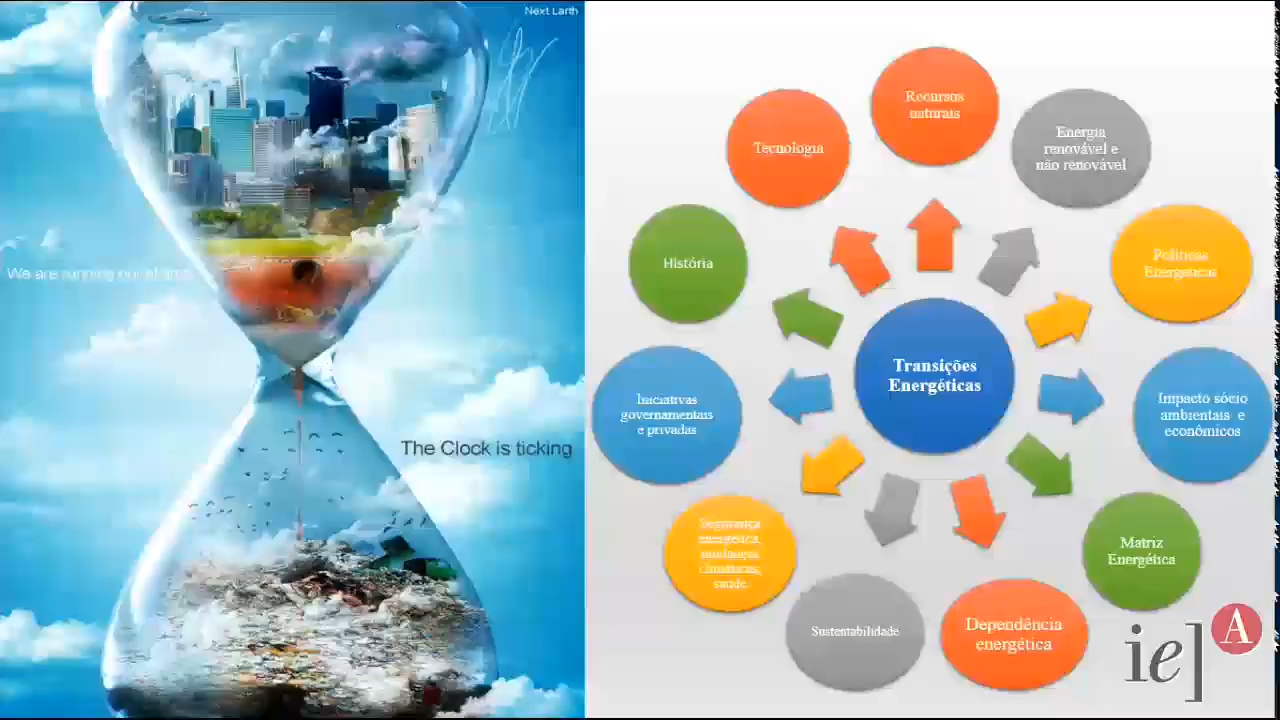 Next Earth
We are running out of time
The Clock is ticking
Recursos
naturais
Tecnologia
Energia
renovável e
não renovável
História
Políticas
Energéticas
Transições
Energéticas
Iniciativas
governamentais
e privadas
Impacto sócio
ambientais e
econômicos
Segurança
energética,
mudanças
climáticas,
saúde
Matriz
Energética
Sustentabilidade
Dependência
energética
ie]
A